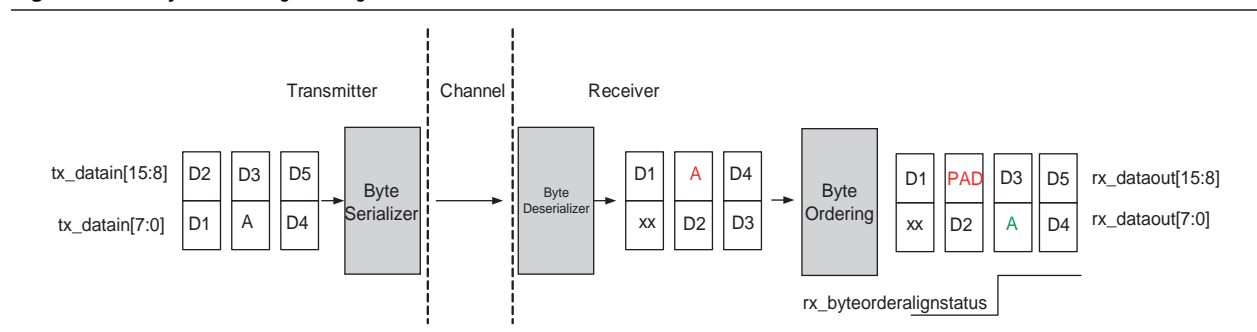 Transmitter
Channel
Receiver
tx_datain[15:8]
D2
D3
D5
tx_datain[7:0]
D1
A
D4
Byte
Serializer
Byte
Deserializer
D1
A
D4
xx
D2
D3
Byte
Ordering
D1
PAD
D3
D5
rx_dataout[15:8]
xx
D2
A
D4
rx_dataout[7:0]
rx_byteorderalignstatus